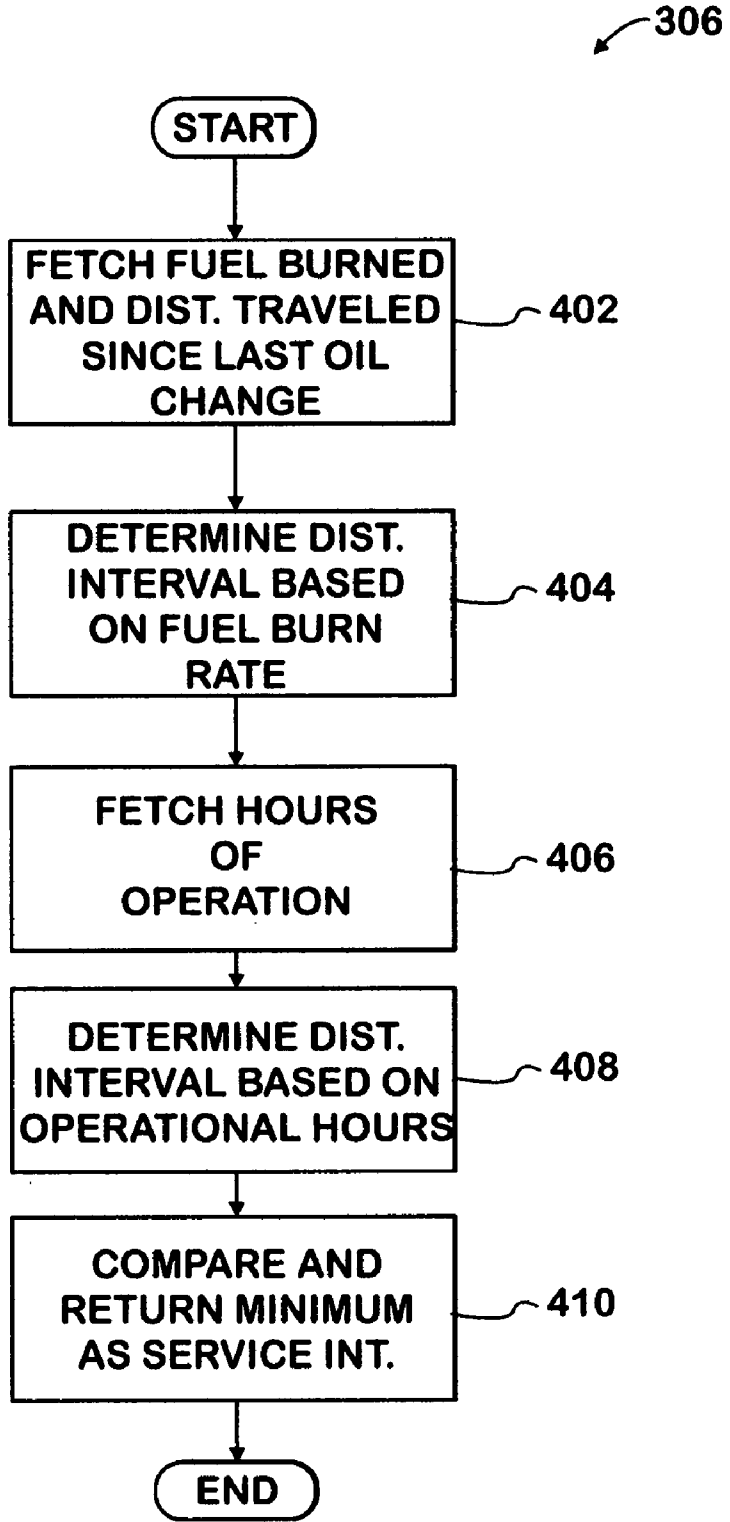 306
START
FETCH FUEL BURNED
AND DIST. TRAVELED
SINCE LAST OIL
CHANGE
402
DETERMINE DIST.
INTERVAL BASED
ON FUEL BURN
RATE
404
FETCH HOURS
OF
OPERATION
406
DETERMINE DIST.
INTERVAL BASED ON
OPERATIONAL HOURS
408
COMPARE AND
RETURN MINIMUM
AS SERVICE INT.
410
END